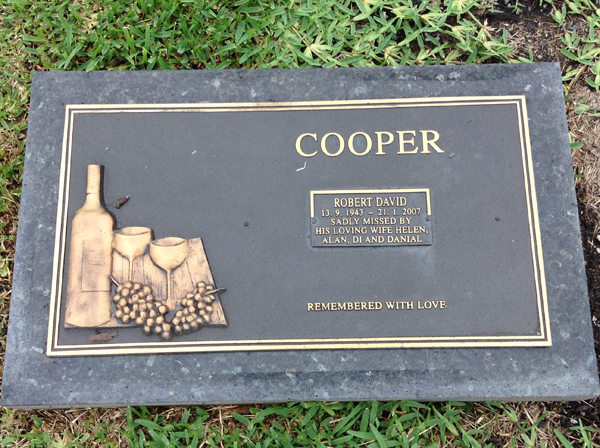 COOPER
ROBERT DAVID
13. 9. 1943 – 21. 1. 2007
SADLY MISSED BY
HIS LOVING WIFE HELEN,
ALAN, DI AND DANIAL
REMEMBERED WITH LOVE